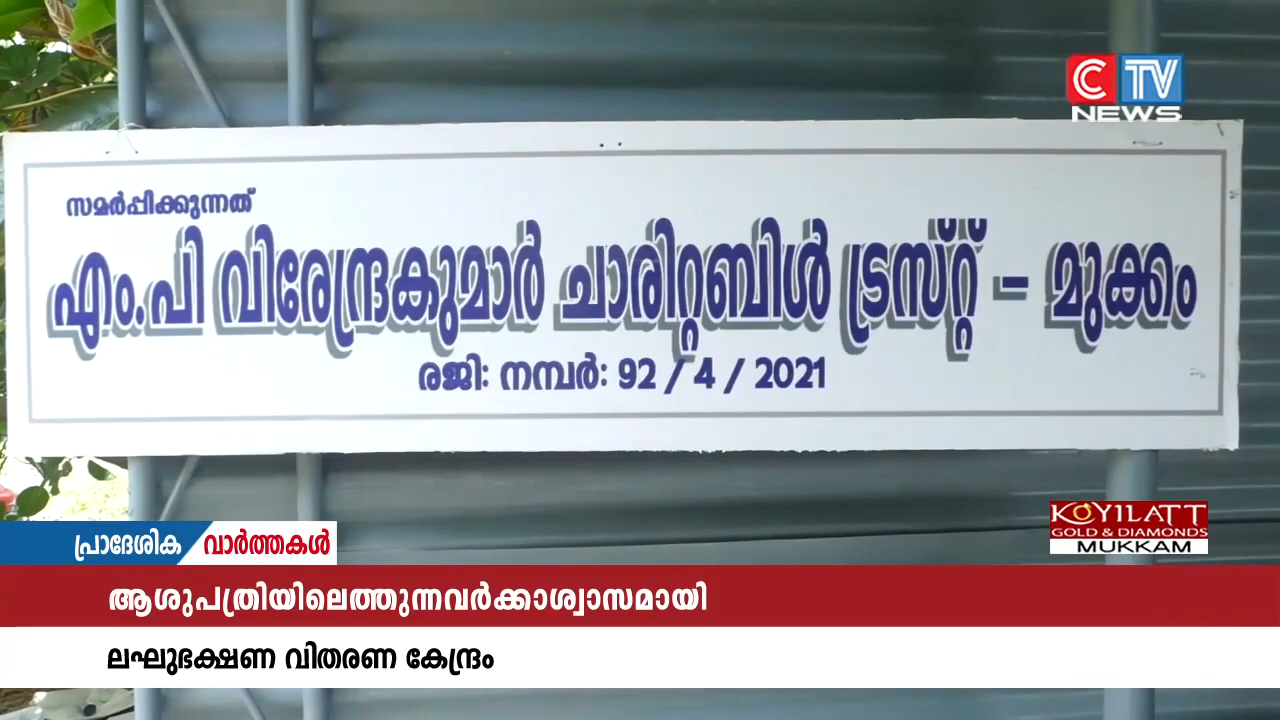 CTV
NEWS
സമർപ്പിക്കുന്നത്
എം.പി വിരേന്ദ്രകുമാർ ചാരിറ്റബിൾ ട്രസ്റ്റ് - മുക്കം
രജി: നമ്പർ: 92 / 4 / 2021
KOYILATT
GOLD & DIAMONDS
MUKKAM
പ്രാദേശിക വാർത്തകൾ
ആശുപത്രിയിലെത്തുന്നവർക്കാശ്വാസമായി
ലഘുഭക്ഷണ വിതരണ കേന്ദ്രം